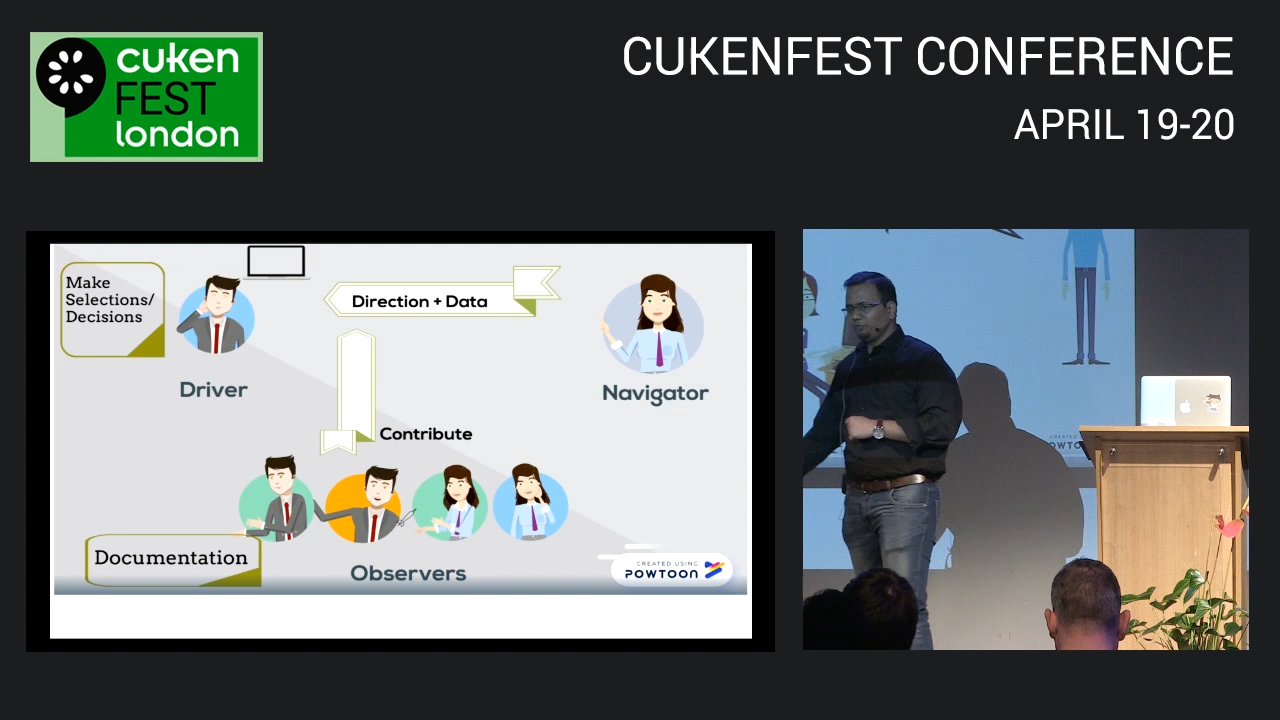 cuken
FEST
london
CUKENFEST CONFERENCE
APRIL 19-20
Make
Selections/
Decisions
Direction + Data
Driver
Navigator
Contribute
Documentation
Observers
CREATED USING
POWTOON